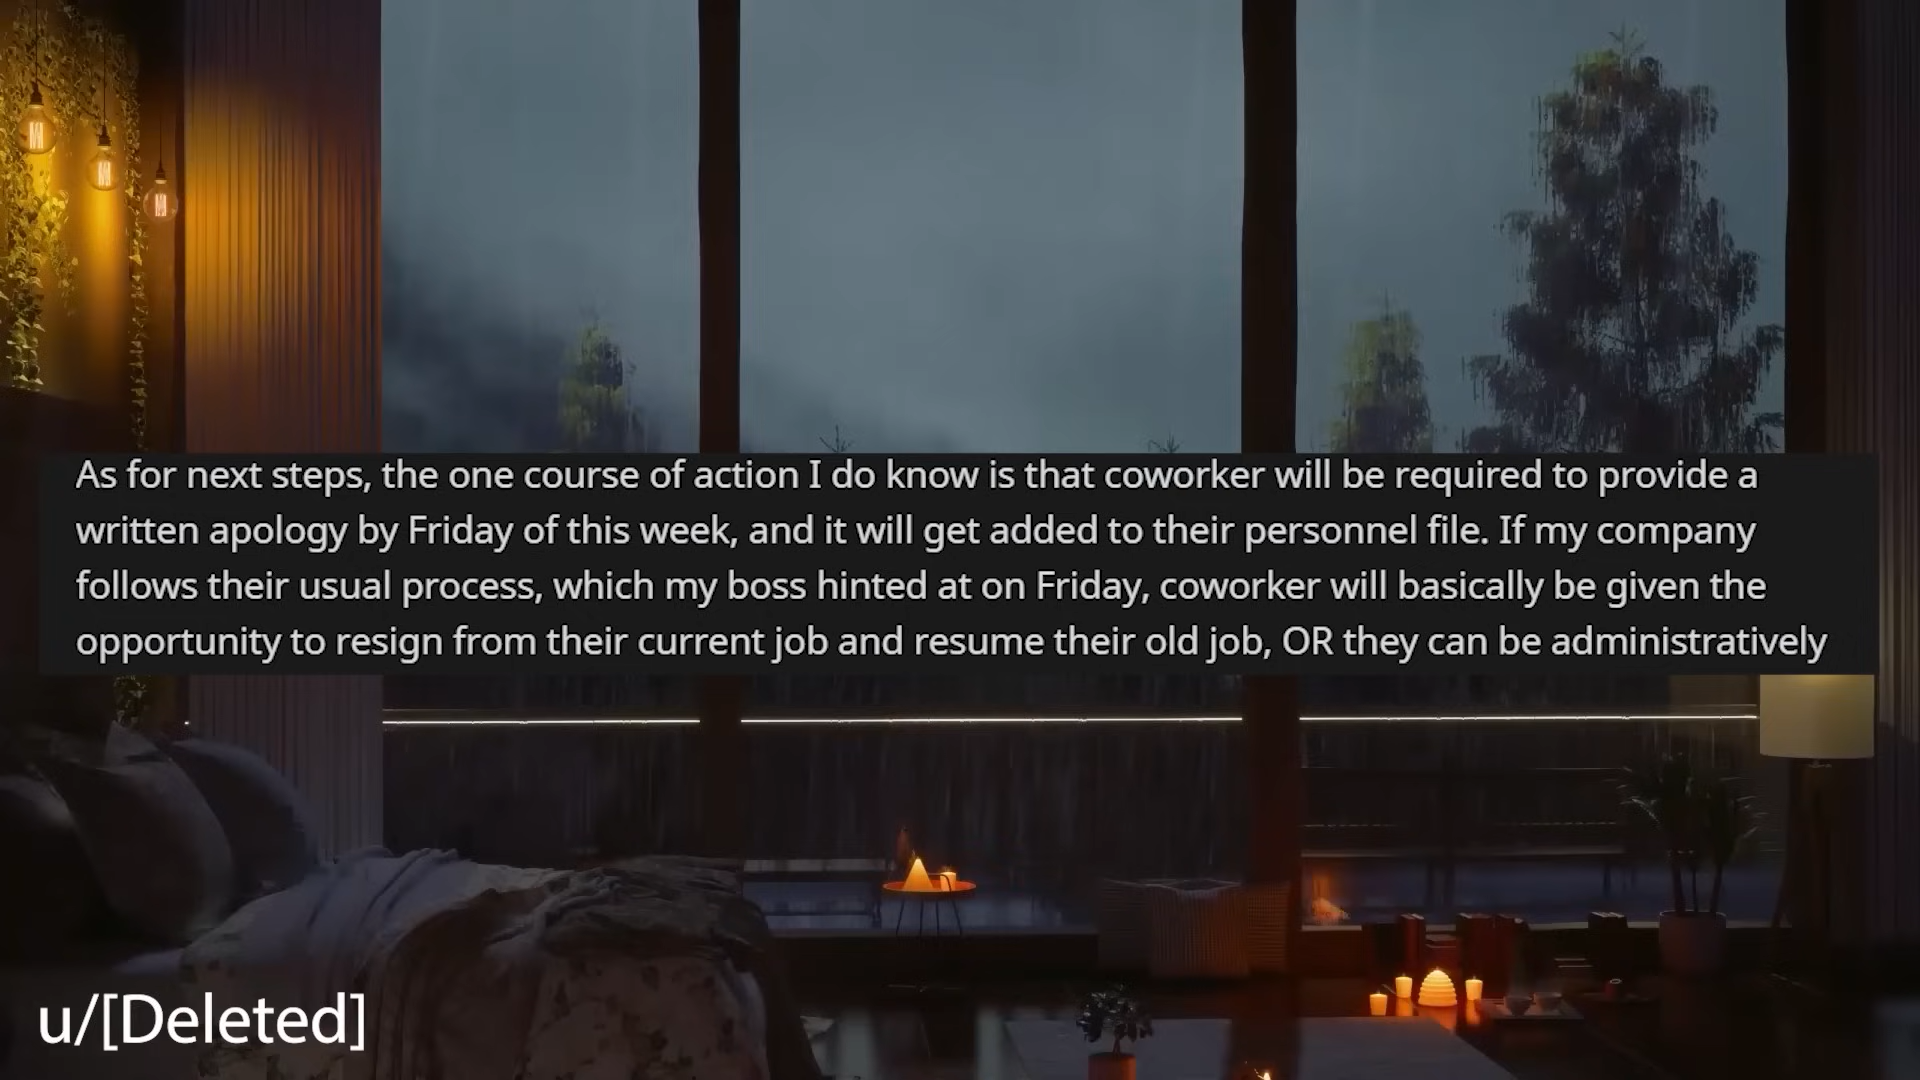 As for next steps, the one course of action I do know is that coworker will be required to provide a
written apology by Friday of this week, and it will get added to their personnel file. If my company
follows their usual process, which my boss hinted at on Friday, coworker will basically be given the
opportunity to resign from their current job and resume their old job, OR they can be administratively
u/[Deleted]